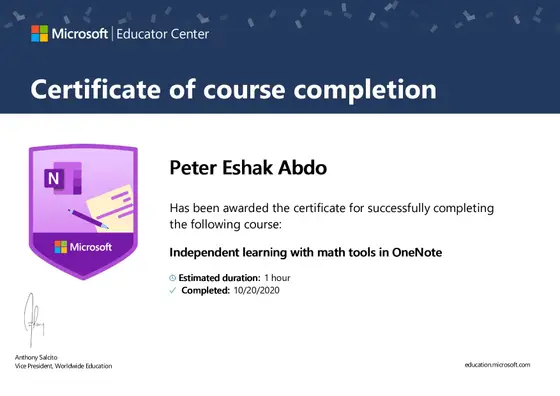 Microsoft | Educator Center
Certificate of course completion
Peter Eshak Abdo
Has been awarded the certificate for successfully completing
the following course:
Independent learning with math tools in OneNote
Estimated duration: 1 hour
Completed: 10/20/2020
N
Microsoft
Anthony Salcito
Vice President, Worldwide Education
education.microsoft.com